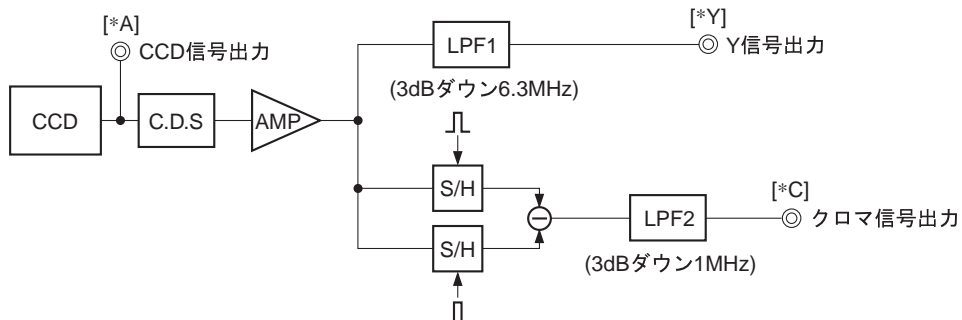 [*A]
CCD信号出力
[*Y]
Y信号出力
LPF1
(3dBダウン6.3MHz)
CCD
C.D.S
AMP
S/H
S/H
[*C]
クロマ信号出力
LPF2
(3dBダウン1MHz)